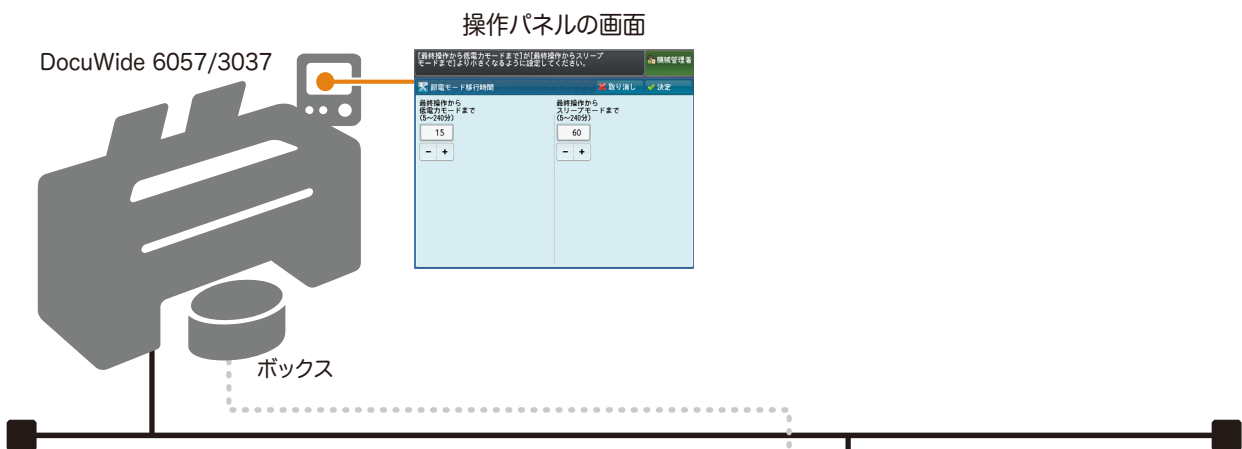 操作パネルの画面
DocuWide 6057/3037
[最終操作から低電力モードまで]が[最終操作からスリープ
モードまで]より小さくなるように設定してください。
機械管理者
節電モード移行時間
取り消し
決定
最終操作から
低電力モードまで
(5～240分)
15
－ ＋
最終操作から
スリープモードまで
(5～240分)
60
－ ＋
ボックス